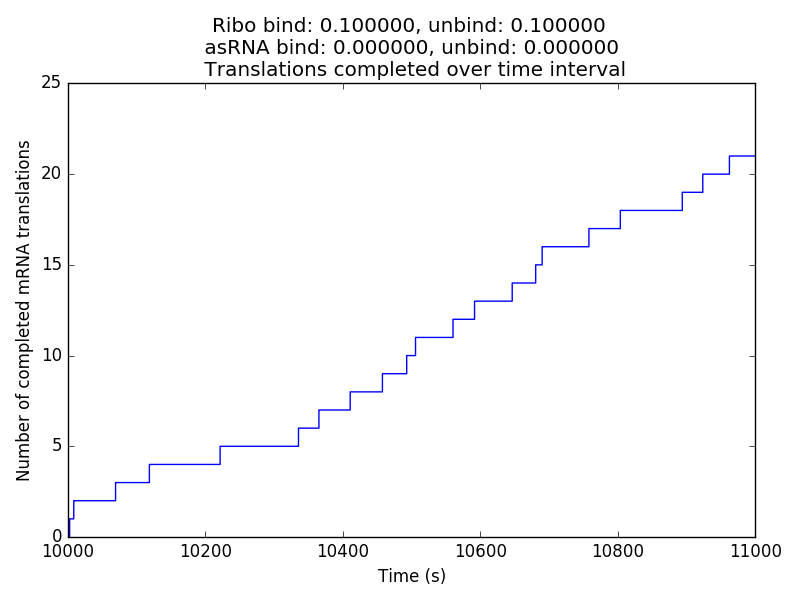 Ribo bind: 0.100000, unbind: 0.100000
asRNA bind: 0.000000, unbind: 0.000000
Translations completed over time interval
25
20
15
10
5
0
Number of completed mRNA translations
10000 10200 10400 10600 10800 11000
Time (s)